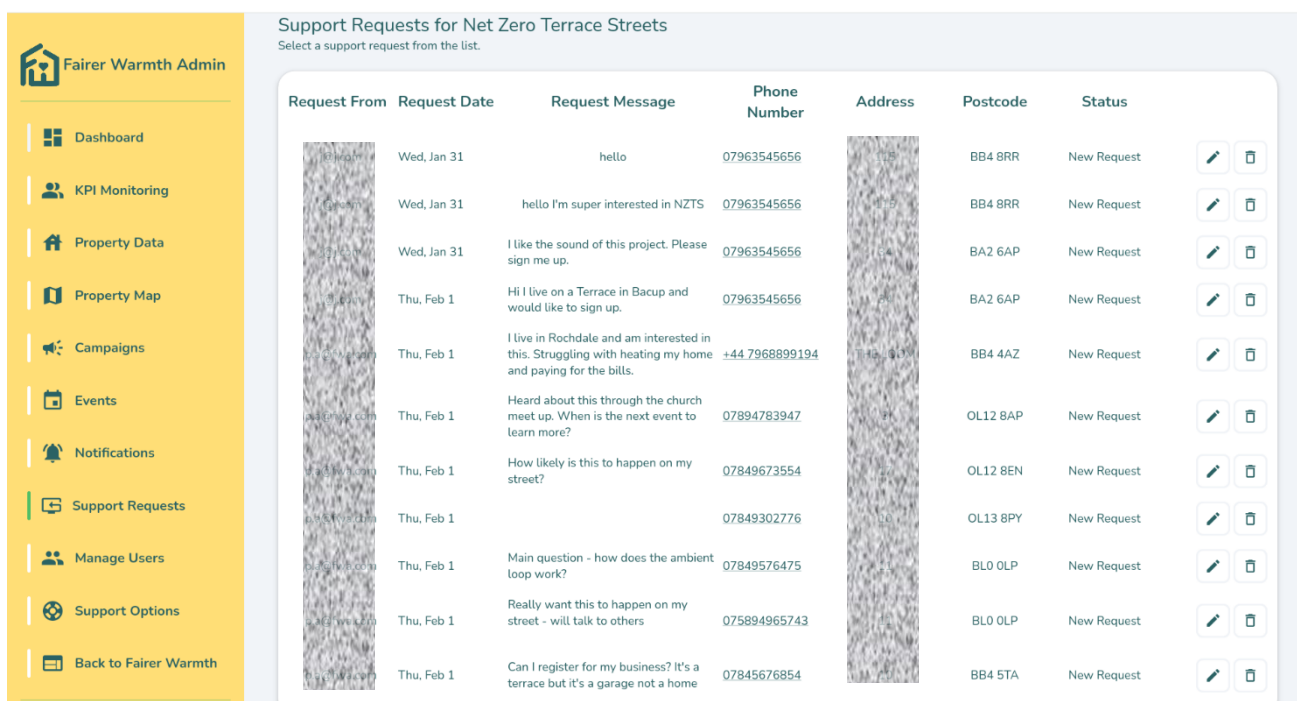 Support Requests for Net Zero Terrace Streets
Select a support request from the list.
Fairer Warmth Admin
Dashboard
KPI Monitoring
Property Data
Property Map
Campaigns
Events
Notifications
Support Requests
Manage Users
Support Options
Back to Fairer Warmth
Request From Request Date Request Message Phone Number Address Postcode Status
Wed, Jan 31 hello 07963545656 BB4 8RR New Request
Wed, Jan 31 hello I'm super interested in NZTS 07963545656 BB4 8RR New Request
Wed, Jan 31 I like the sound of this project. Please
sign me up. 07963545656 BA2 6AP New Request
Thu, Feb 1 Hi I live on a Terrace in Bacup and
would like to sign up. 07963545656 BA2 6AP New Request
Thu, Feb 1 I live in Rochdale and am interested in
this. Struggling with heating my home
and paying for the bills. +44 7968899194 BB4 4AZ New Request
Thu, Feb 1 Heard about this through the church
meet up. When is the next event to
learn more? 07894783947 OL12 8AP New Request
Thu, Feb 1 How likely is this to happen on my
street? 07849673554 OL12 8EN New Request
Thu, Feb 1 07849302776 OL13 8PY New Request
Thu, Feb 1 Main question - how does the ambient
loop work? 07849576475 BL0 0LP New Request
Thu, Feb 1 Really want this to happen on my
street - will talk to others 075894965743 BL0 0LP New Request
Thu, Feb 1 Can I register for my business? It's a
terrace but it's a garage not a home 07845676854 BB4 5TA New Request